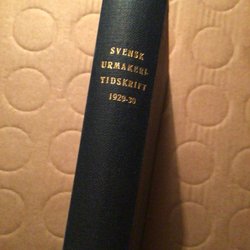 SVENSK
URMAKERI-
TIDSKRIFT
1929-30